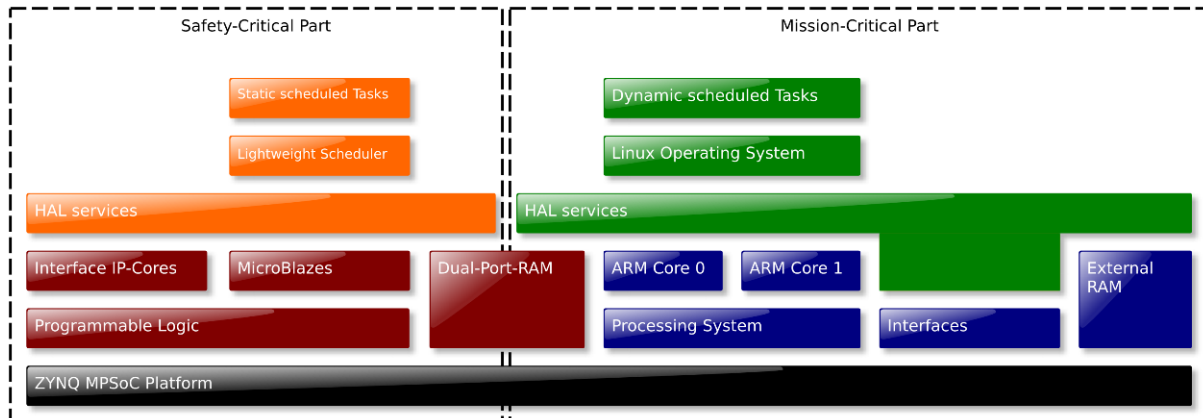 Safety-Critical Part
Mission-Critical Part
Static scheduled Tasks
Dynamic scheduled Tasks
Lightweight Scheduler
Linux Operating System
HAL services
HAL services
Interface IP-Cores
MicroBlazes
Dual-Port-RAM
ARM Core 0
ARM Core 1
External
RAM
Programmable Logic
Processing System
Interfaces
ZYNQ MPSoC Platform